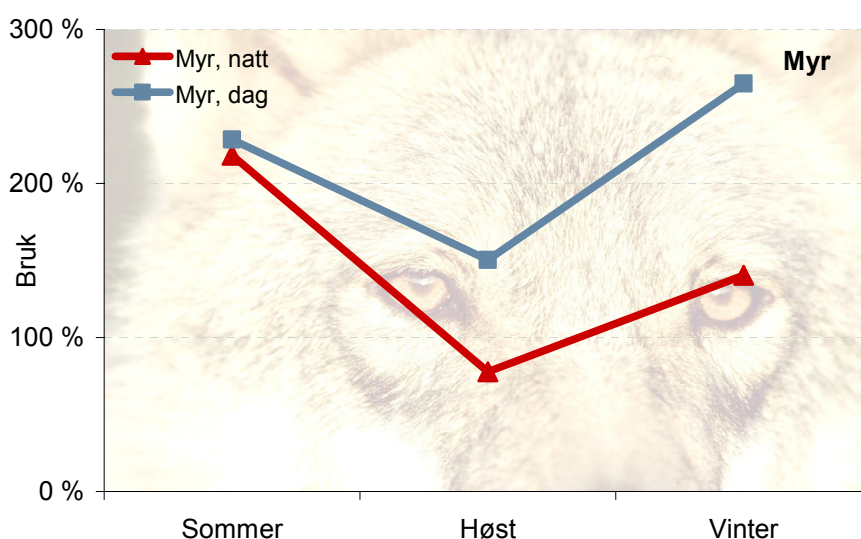 300 %
Myr, natt
Myr
Myr, dag
200 %
Bruk
100 %
0 %
Sommer Høst Vinter